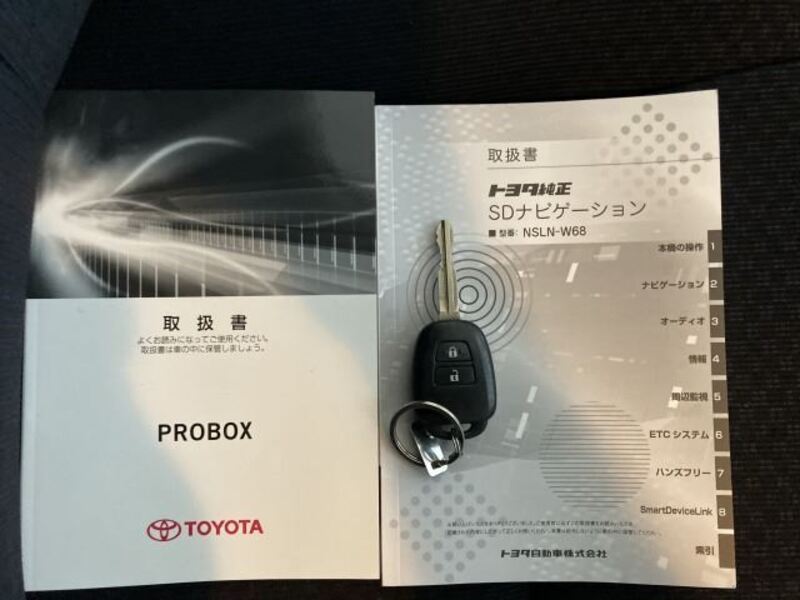 取扱書
よくお読みになってご使用ください。
取扱書は車の中に保管しましょう。
PROBOX
TOYOTA
取扱書
トヨタ純正
SDナビゲーション
■ 型番: NSLN-W68
本機の操作 1
ナビゲーション 2
オーディオ 3
情報 4
周辺監視 5
ETCシステム 6
ハンズフリー 7
SmartDeviceLink 8
索引
トヨタ自動車株式会社